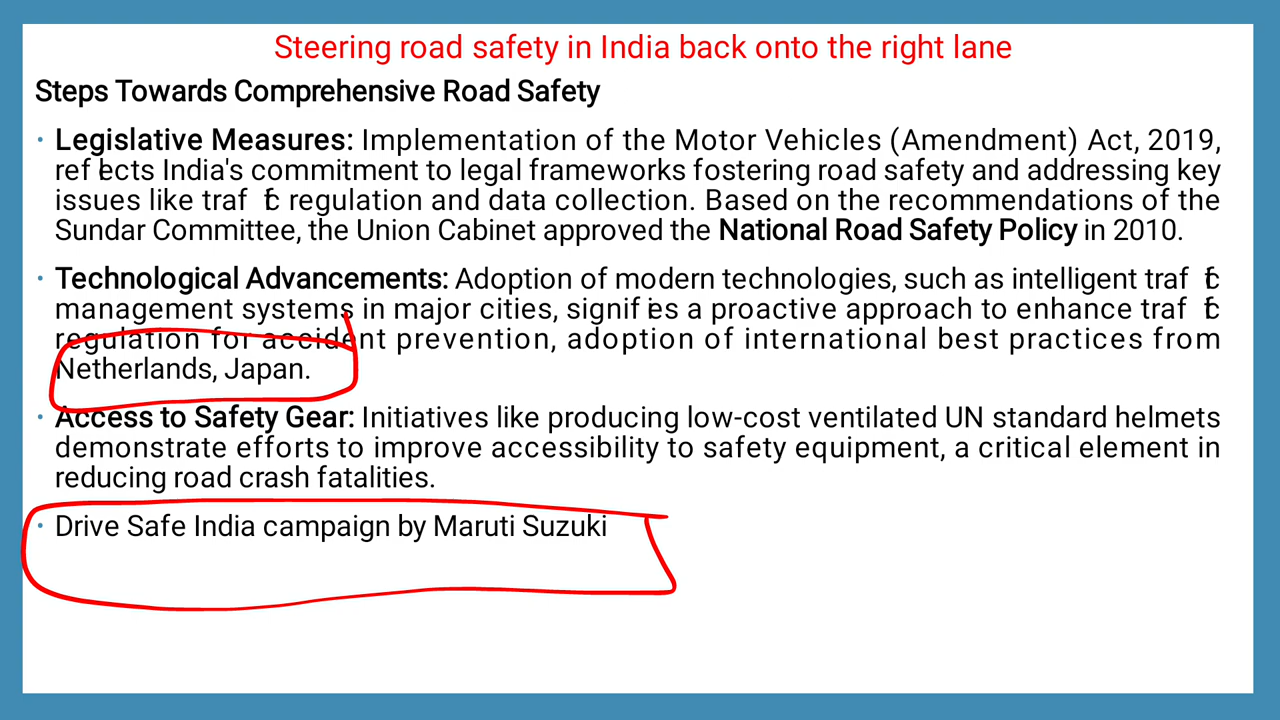 Steering road safety in India back onto the right lane
Steps Towards Comprehensive Road Safety
• Legislative Measures: Implementation of the Motor Vehicles (Amendment) Act, 2019,
reflects India's commitment to legal frameworks fostering road safety and addressing key
issues like traffic regulation and data collection. Based on the recommendations of the
Sundar Committee, the Union Cabinet approved the National Road Safety Policy in 2010.
• Technological Advancements: Adoption of modern technologies, such as intelligent traffic
management systems in major cities, signifies a proactive approach to enhance traffic
regulation for accident prevention, adoption of international best practices from
Netherlands, Japan.
• Access to Safety Gear: Initiatives like producing low-cost ventilated UN standard helmets
demonstrate efforts to improve accessibility to safety equipment, a critical element in
reducing road crash fatalities.
• Drive Safe India campaign by Maruti Suzuki